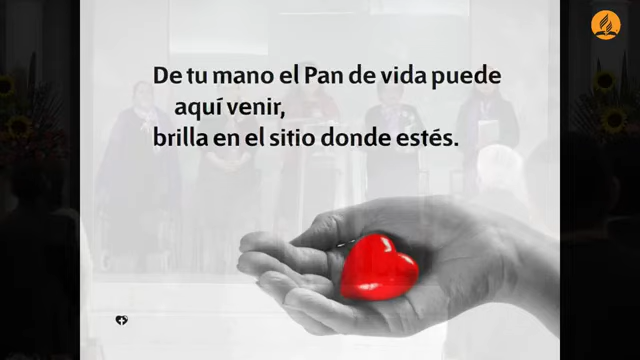 De tu mano el Pan de vida puede
aquí venir,
brilla en el sitio donde estés.